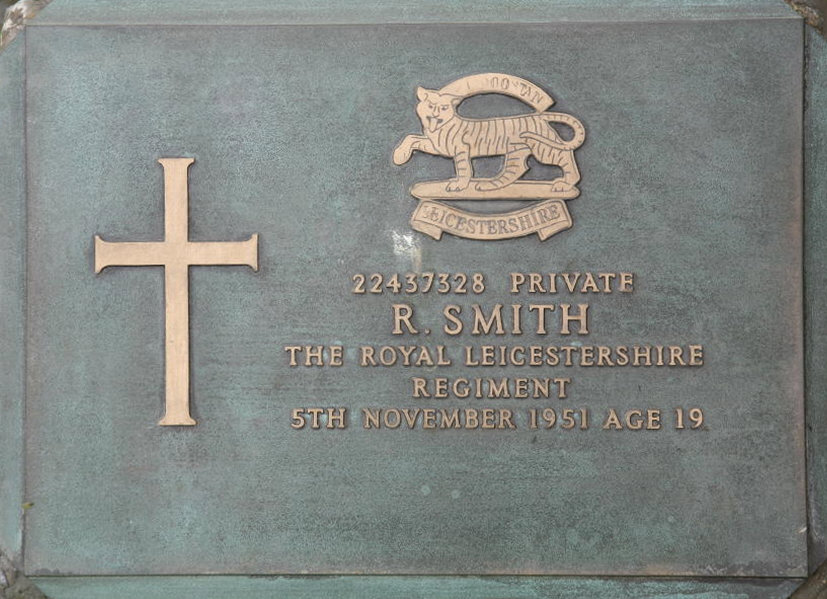 LEICESTERSHIRE
22437328 PRIVATE
R. SMITH
THE ROYAL LEICESTERSHIRE
REGIMENT
5TH NOVEMBER 1951 AGE 19